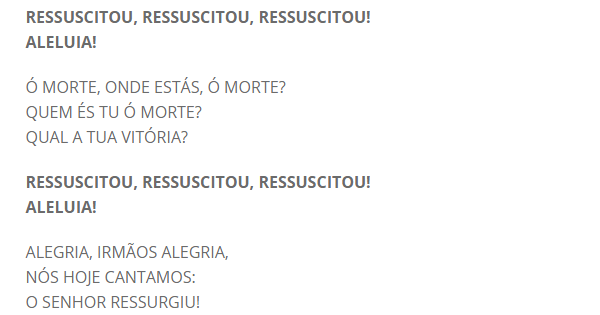 RESSUSCITOU, RESSUSCITOU, RESSUSCITOU!
ALELUIA!
Ó MORTE, ONDE ESTÁS, Ó MORTE?
QUEM ÉS TU Ó MORTE?
QUAL A TUA VITÓRIA?
RESSUSCITOU, RESSUSCITOU, RESSUSCITOU!
ALELUIA!
ALEGRIA, IRMÃOS ALEGRIA,
NÓS HOJE CANTAMOS:
O SENHOR RESSURGIU!